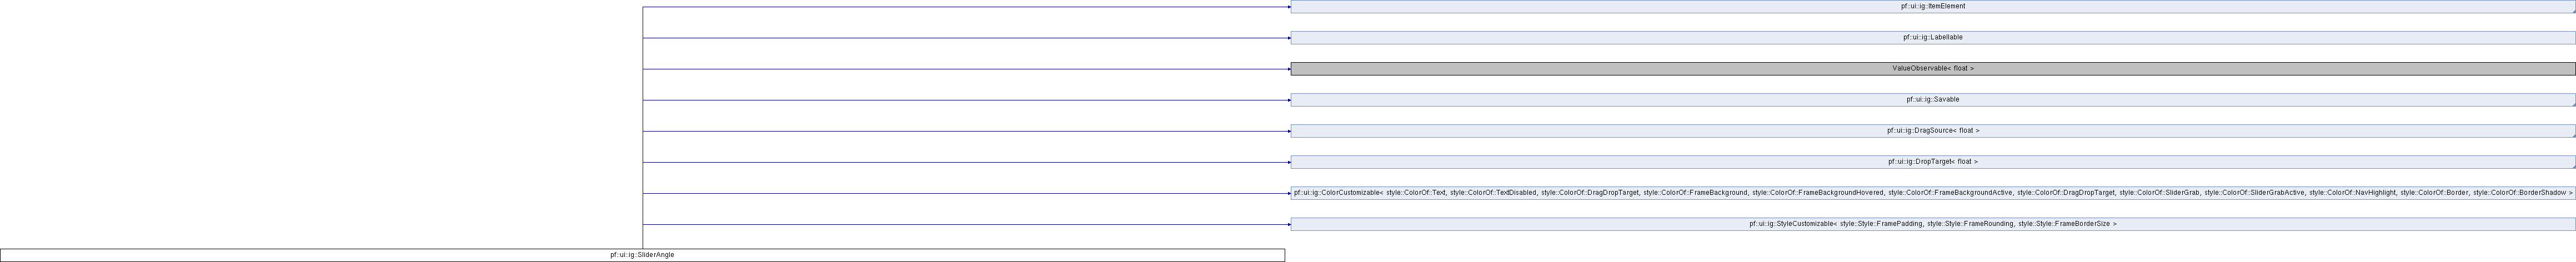 pf::ui::ig::ItemElement
pf::ui::ig::Labellable
ValueObservable< float >
pf::ui::ig::Savable
pf::ui::ig::DragSource< float >
pf::ui::ig::DropTarget< float >
pf::ui::ig::ColorCustomizable< style::ColorOf::Text, style::ColorOf::TextDisabled, style::ColorOf::DragDropTarget, style::ColorOf::FrameBackground, style::ColorOf::FrameBackgroundHovered, style::ColorOf::FrameBackgroundActive, style::ColorOf::DragDropTarget, style::ColorOf::SliderGrab, style::ColorOf::SliderGrabActive, style::ColorOf::NavHighlight, style::ColorOf::Border, style::ColorOf::BorderShadow >
pf::ui::ig::StyleCustomizable< style::Style::FramePadding, style::Style::FrameRounding, style::Style::FrameBorderSize >
pf::ui::ig::SliderAngle